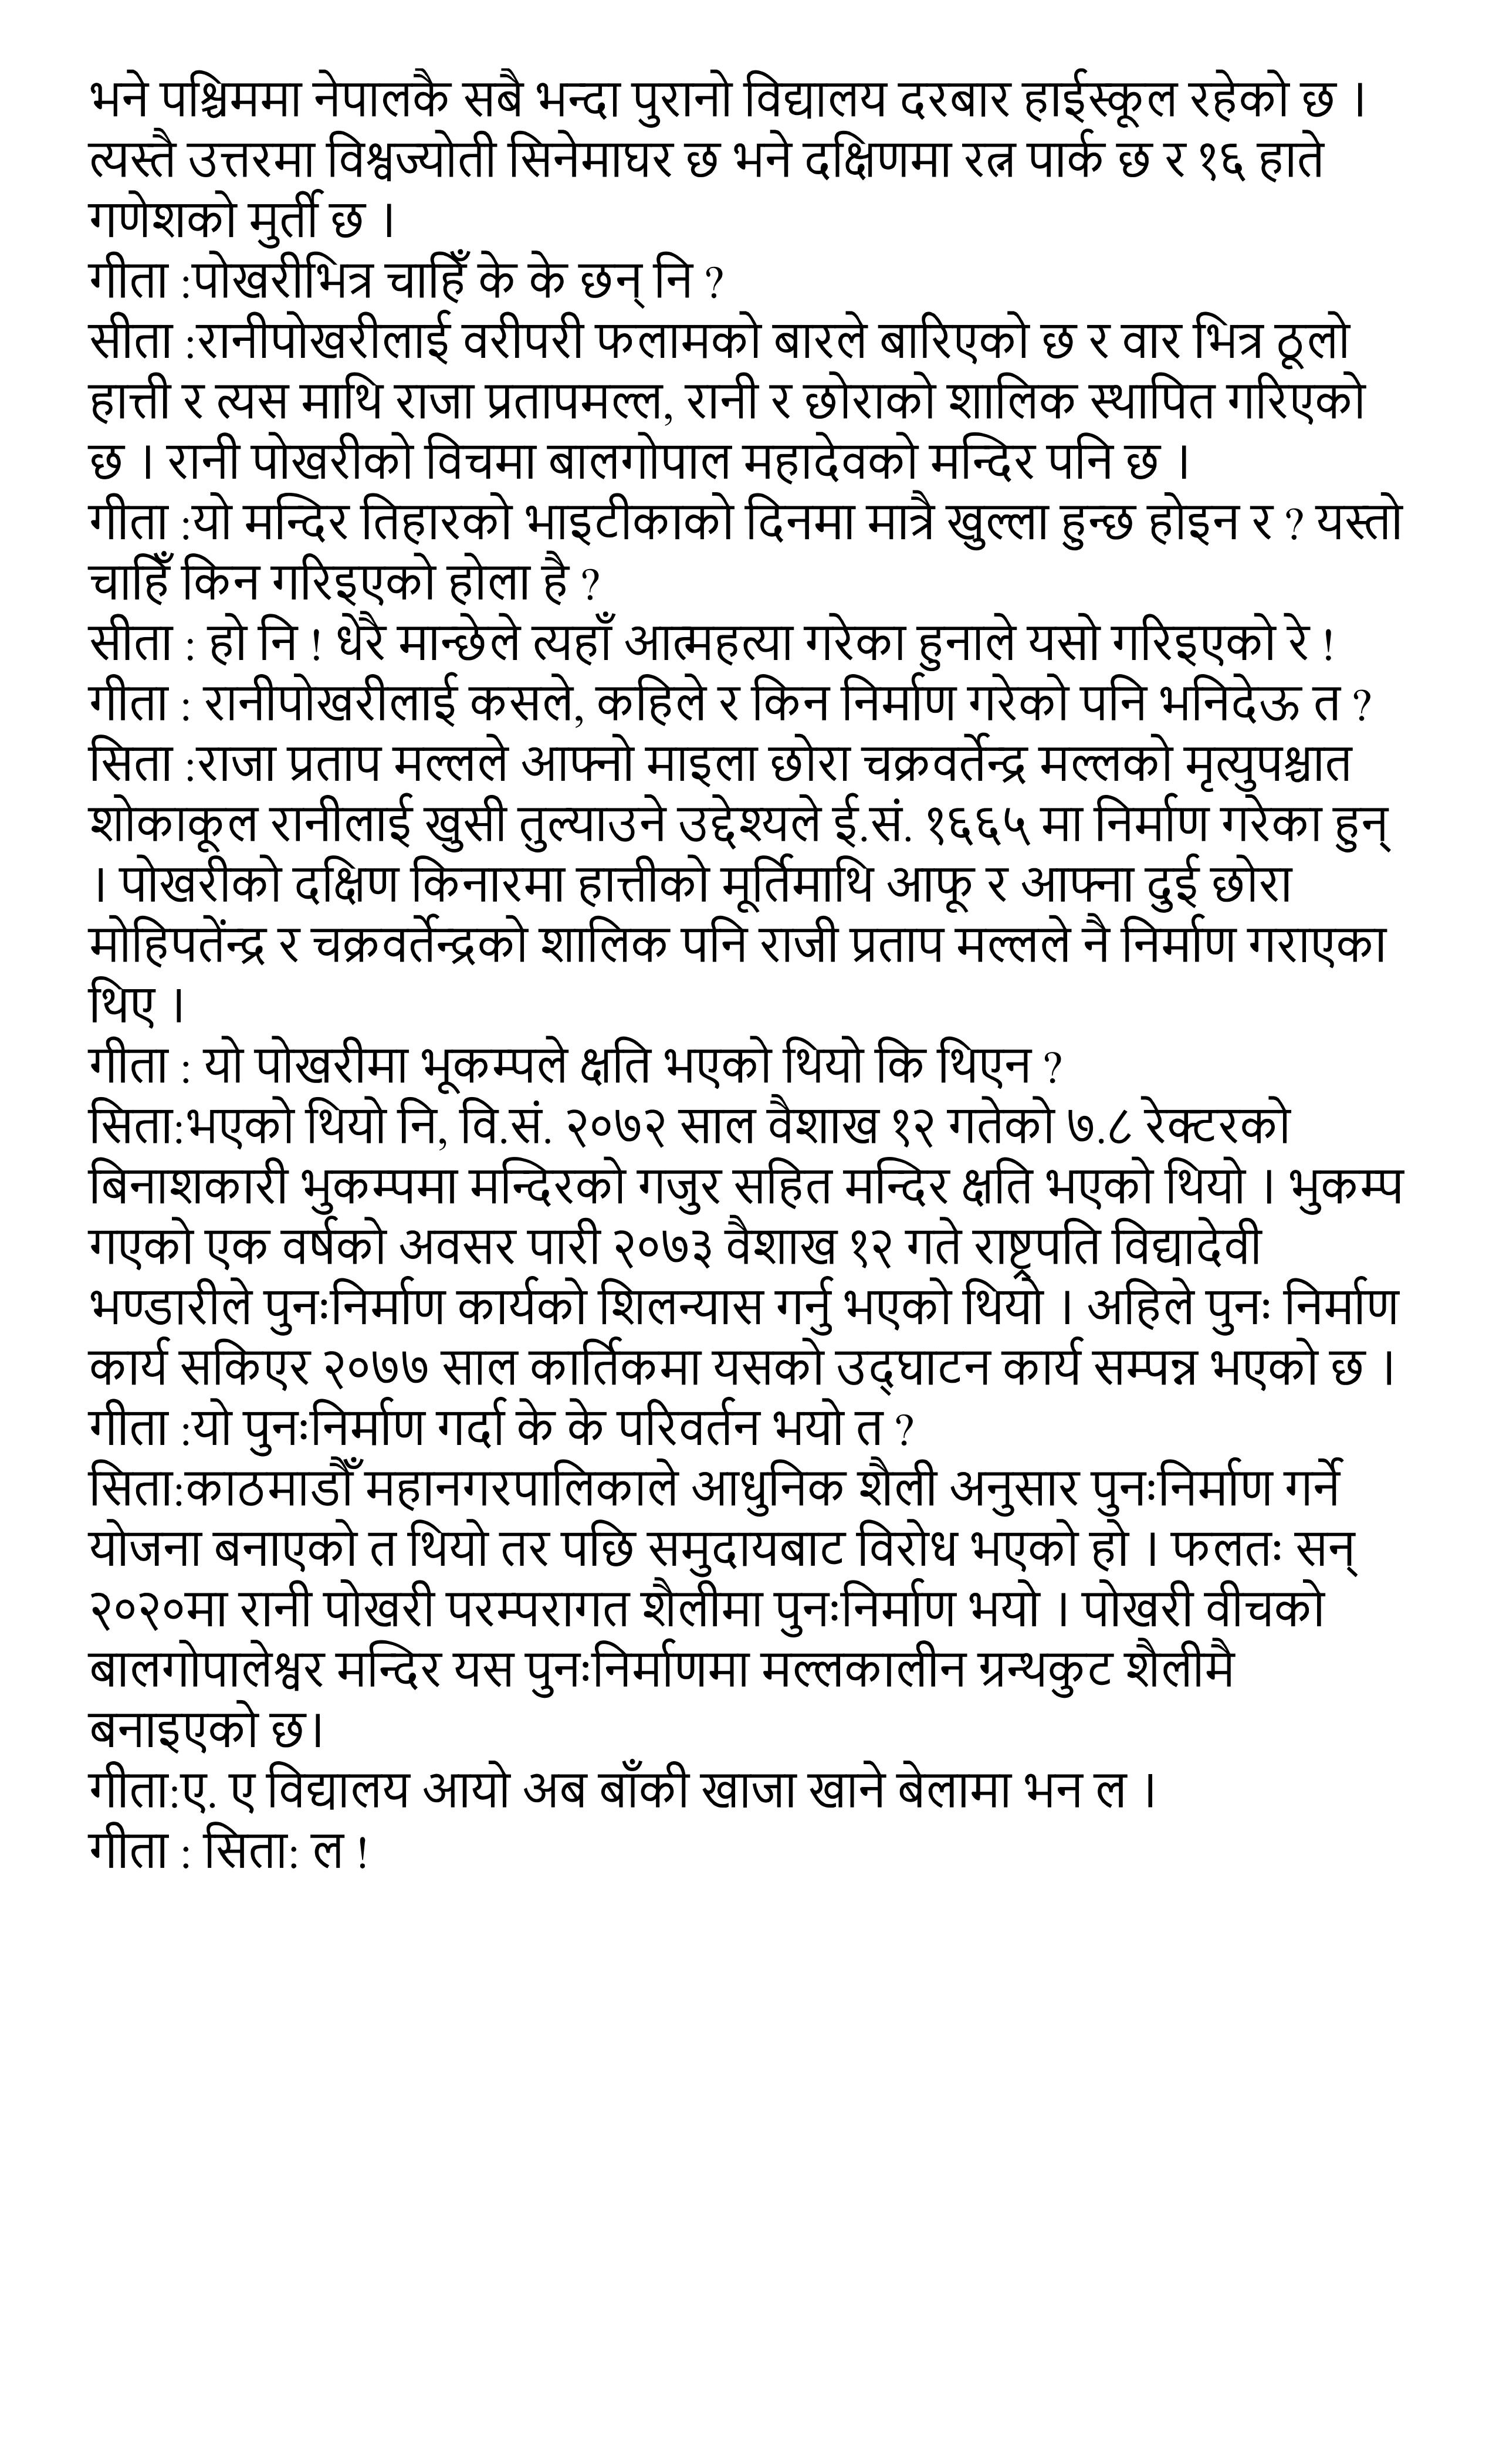 भने पश्चिममा नेपालकै सबै भन्दा पुरानो विद्यालय दरबार हाईस्कूल रहेको छ ।
त्यस्तै उत्तरमा विश्वज्योती सिनेमाघर छ भने दक्षिणमा रत्न पार्क छ र १६ हाते
गणेशको मुर्ती छ ।
गीता :पोखरीभित्र चाहिँ के के छन् नि ?
सीता :रानीपोखरीलाई वरीपरी फलामको बारले बारिएको छ र वार भित्र ठूलो
हात्ती र त्यस माथि राजा प्रतापमल्ल, रानी र छोराको शालिक स्थापित गरिएको
छ । रानी पोखरीको विचमा बालगोपाल महादेवको मन्दिर पनि छ ।
गीता :यो मन्दिर तिहारको भाइटीकाको दिनमा मात्रै खुल्ला हुन्छ होइन र ? यस्तो
चाहिँ किन गरिइएको होला है ?
सीता : हो नि ! धेरै मान्छेले त्यहाँ आत्महत्या गरेका हुनाले यसो गरिइएको रे !
गीता : रानीपोखरीलाई कसले, कहिले र किन निर्माण गरेको पनि भनिदेऊ त ?
सिता :राजा प्रताप मल्लले आफ्नो माइला छोरा चक्रवर्तेन्द्र मल्लको मृत्युपश्चात
शोकाकूल रानीलाई खुसी तुल्याउने उद्देश्यले ई.सं. १६६५ मा निर्माण गरेका हुन्
। पोखरीको दक्षिण किनारमा हात्तीको मूर्तिमाथि आफू र आफ्ना दुई छोरा
मोहिपतेंन्द्र र चक्रवर्तेन्द्रको शालिक पनि राजी प्रताप मल्लले नै निर्माण गराएका
थिए ।
गीता : यो पोखरीमा भूकम्पले क्षति भएको थियो कि थिएन ?
सिता:भएको थियो नि, वि.सं. २०७२ साल वैशाख १२ गतेको ७.८ रेक्टरको
बिनाशकारी भुकम्पमा मन्दिरको गजुर सहित मन्दिर क्षति भएको थियो । भुकम्प
गएको एक वर्षको अवसर पारी २०७३ वैशाख १२ गते राष्ट्रपति विद्यादेवी
भण्डारीले पुनःनिर्माण कार्यको शिलन्यास गर्नु भएको थियो । अहिले पुनः निर्माण
कार्य सकिएर २०७७ साल कार्तिकमा यसको उद्‌घाटन कार्य सम्पन्न भएको छ ।
गीता :यो पुनःनिर्माण गर्दा के के परिवर्तन भयो त ?
सिता:काठमाडौँ महानगरपालिकाले आधुनिक शैली अनुसार पुनःनिर्माण गर्ने
योजना बनाएको त थियो तर पछि समुदायबाट विरोध भएको हो । फलतः सन्
२०२०मा रानी पोखरी परम्परागत शैलीमा पुनःनिर्माण भयो । पोखरी वीचको
बालगोपालेश्वर मन्दिर यस पुनःनिर्माणमा मल्लकालीन ग्रन्थकुट शैलीमै
बनाइएको छ।
गीता:ए. ए विद्यालय आयो अब बाँकी खाजा खाने बेलामा भन ल ।
गीता : सिता: ल !